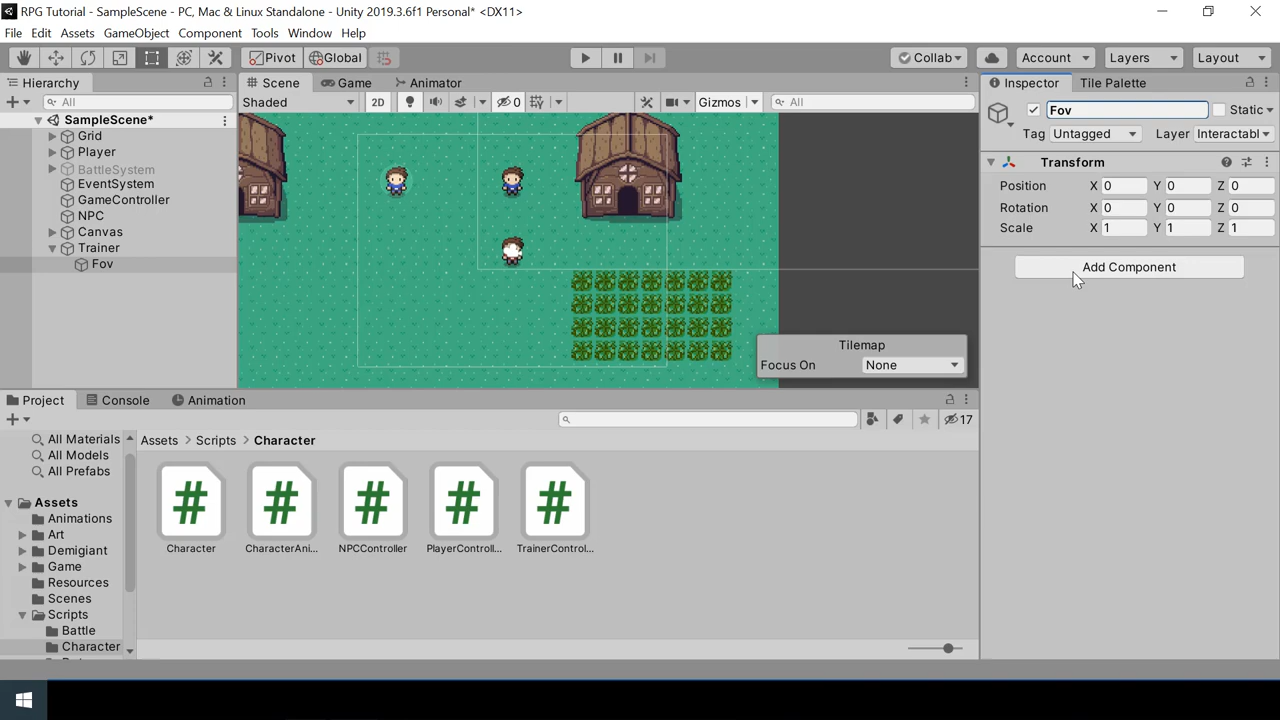 RPG Tutorial - SampleScene - PC, Mac & Linux Standalone - Unity 2019.3.6f1 Personal* <DX11>
File Edit Assets GameObject Component Tools Window Help
Pivot Global Collab Account Layers Layout
Hierarchy
All
SampleScene*
Grid
Player
BattleSystem
EventSystem
GameController
NPC
Canvas
Trainer
Fov
Scene Game Animator
Shaded 2D 0 Gizmos All
Tilemap
Focus On None
Inspector Tile Palette
Fov Static
Tag Untagged Layer Interactabl
Transform
Position X 0 Y 0 Z 0
Rotation X 0 Y 0 Z 0
Scale X 1 Y 1 Z 1
Add Component
Project Console Animation
17
All Materials
All Models
All Prefabs
Assets
Animations
Art
Demigiant
Game
Resources
Scenes
Scripts
Battle
Character
Assets > Scripts > Character
# # # # #
Character CharacterAni... NPCController PlayerControll... TrainerControl...